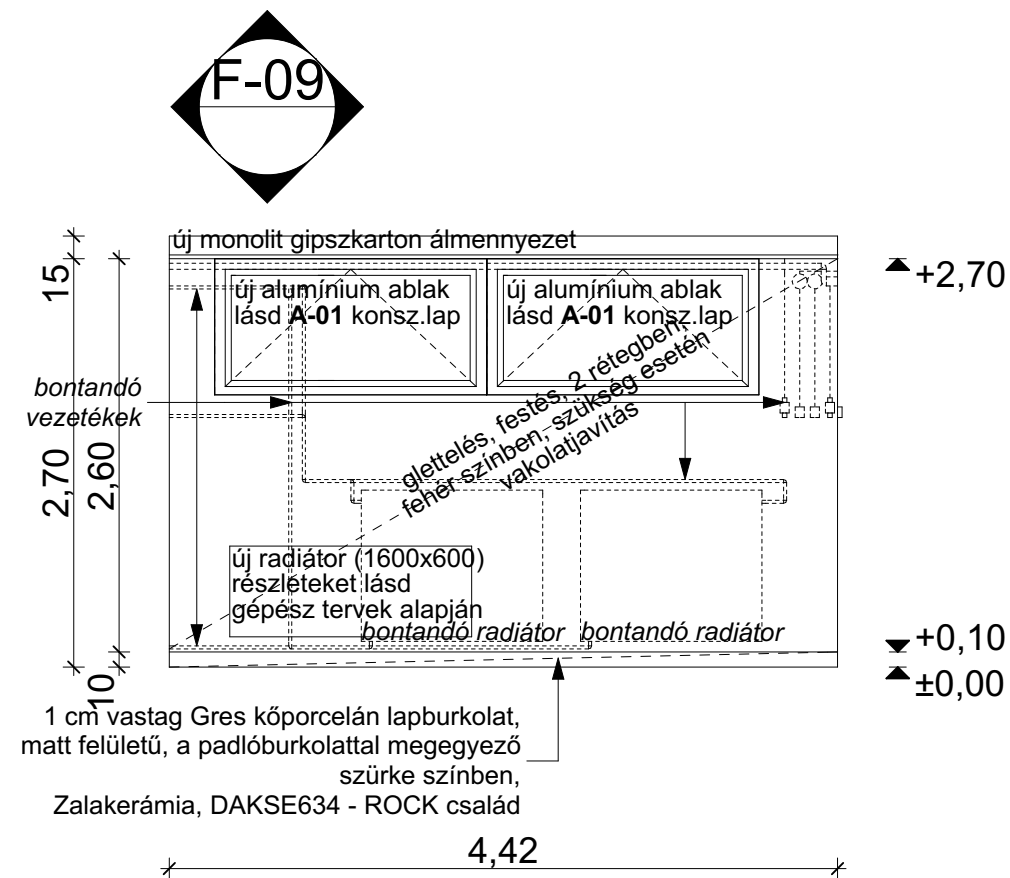 F-09
új monolit gipszkarton álmennyezet
15
+2,70
új alumínium ablak
lásd A-01 konsz.lap
új alumínium ablak
lásd A-01 konsz.lap
bontandó
vezetékek
glettelés, festés, 2 rétegben,
fehér színben, szükség esetén
vakolatjavítás
2,70
2,60
új radiátor (1600x600)
részleteket lásd
gépész tervek alapján
bontandó radiátor
bontandó radiátor
+0,10
±0,00
10
1 cm vastag Gres kőporcelán lapburkolat,
matt felületű, a padlóburkolattal megegyező
szürke színben,
Zalakerámia, DAKSE634 - ROCK család
4,42